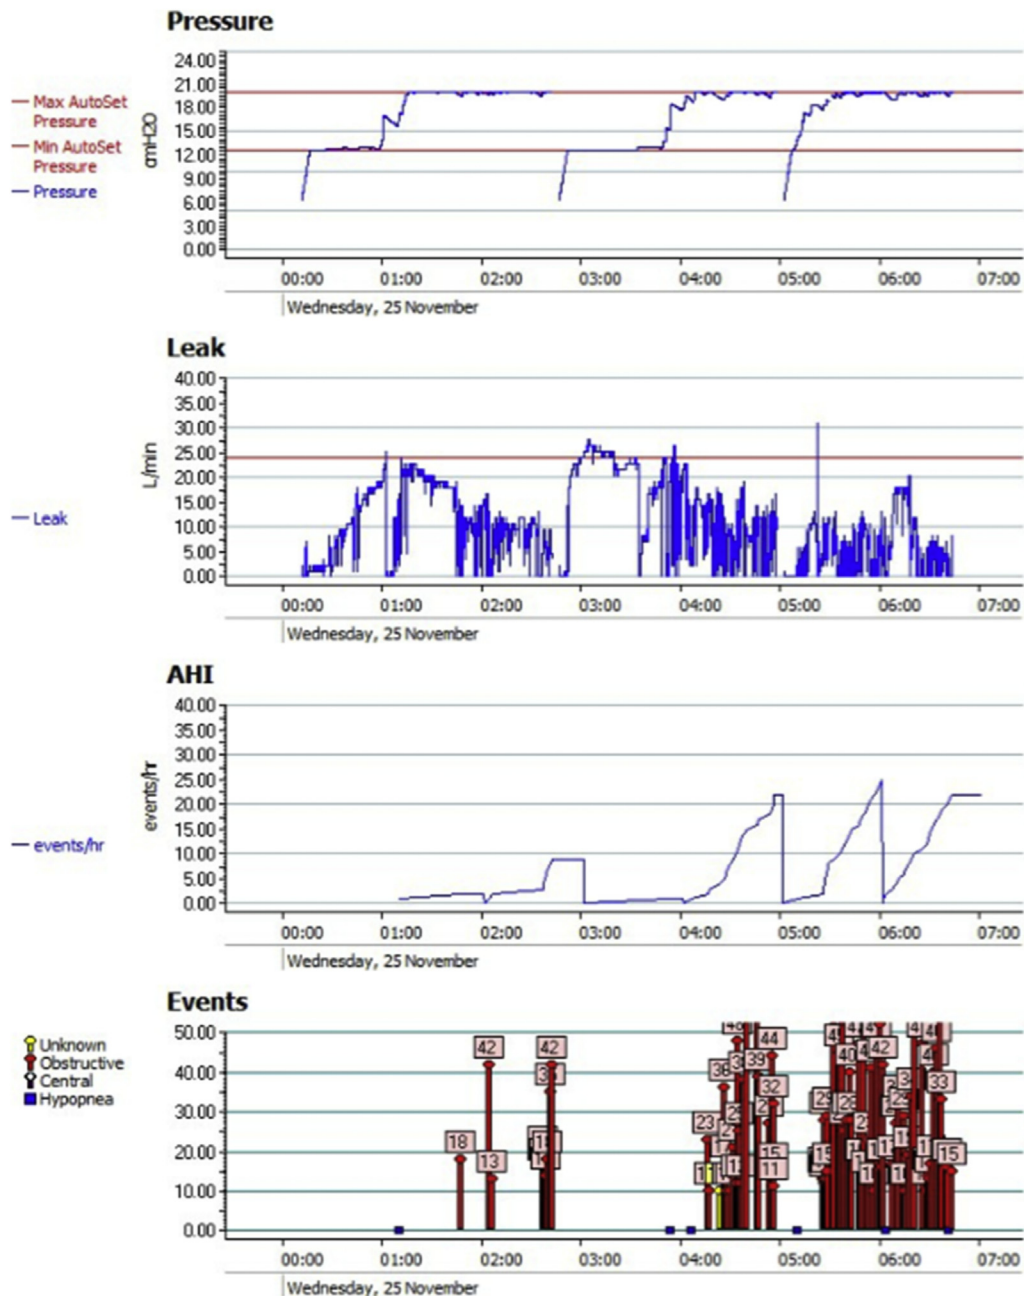 Pressure
24.00
21.00
18.00
15.00
12.00
9.00
6.00
3.00
0.00
cmH2O
Max AutoSet
Pressure
Min AutoSet
Pressure
Pressure
00:00 01:00 02:00 03:00 04:00 05:00 06:00 07:00
Wednesday, 25 November
Leak
40.00
35.00
30.00
25.00
20.00
15.00
10.00
5.00
0.00
L/min
Leak
00:00 01:00 02:00 03:00 04:00 05:00 06:00 07:00
Wednesday, 25 November
AHI
40.00
35.00
30.00
25.00
20.00
15.00
10.00
5.00
0.00
events/hr
events/hr
00:00 01:00 02:00 03:00 04:00 05:00 06:00 07:00
Wednesday, 25 November
Events
Unknown
Obstructive
Central
Hypopnea
50.00
40.00
30.00
20.00
10.00
0.00
42 42 44
39 42
32 33
23
18
13 11 15
00:00 01:00 02:00 03:00 04:00 05:00 06:00 07:00
Wednesday, 25 November